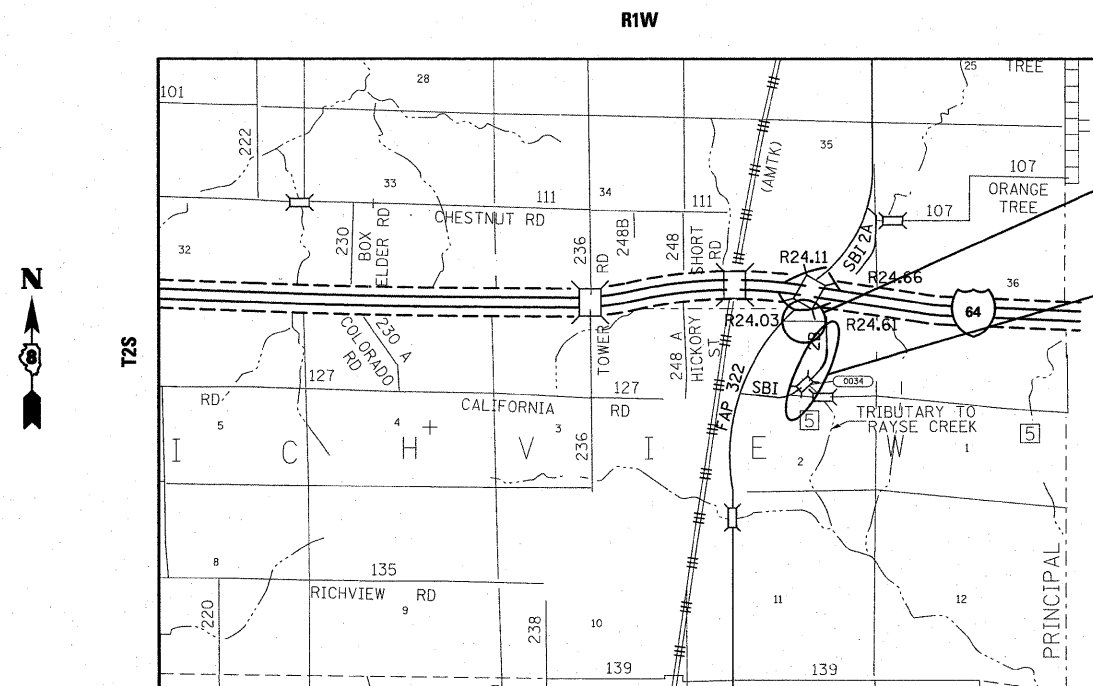 R1W
28
25
TREE
101
222
35
(AMTK)
107
33
34
111
111
ORANGE
TREE
107
CHESTNUT RD
32
230
BOX
ELDER RD
236
RD
248B
248
SHORT
RD
SBI 2A
R24.11
R24.66
36
N
64
8
T2S
R24.03
R24.61
COLORADO
RD
230 A
TOWER
248 A
HICKORY
ST
2A
127
127
FAP 322
SBI
0034
RD
CALIFORNIA
RD
5
TRIBUTARY TO
RAYSE CREEK
5
5
4
3
236
2
1
I C H V I E W
8
135
RICHVIEW RD
9
220
238
10
11
12
PRINCIPAL
139
139